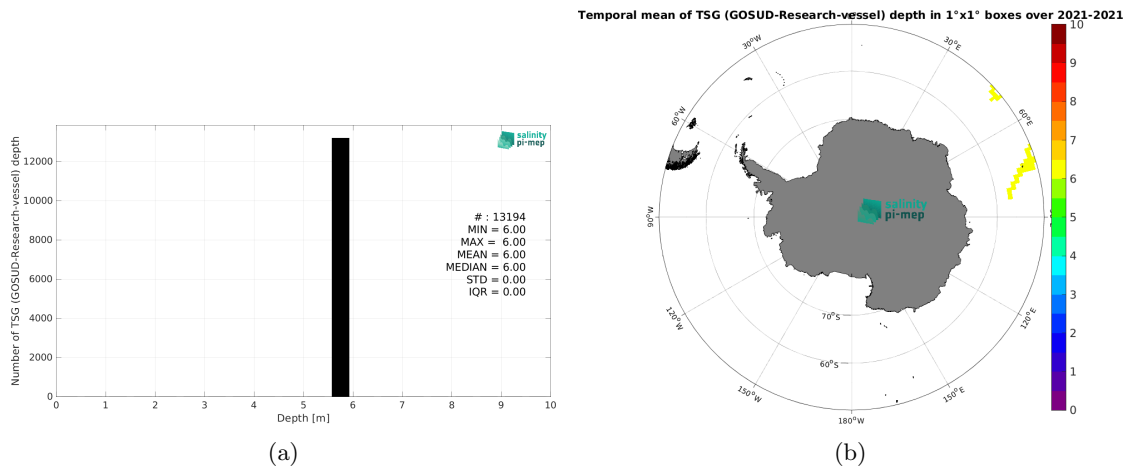 Temporal mean of TSG (GOSUD-Research-vessel) depth in 1°x1° boxes over 2021-2021
Number of TSG (GOSUD-Research-vessel) depth
12000
10000
8000
6000
4000
2000
0
0 1 2 3 4 5 6 7 8 9 10
Depth [m]
salinity
pi-mep
# : 13194
MIN = 6.00
MAX = 6.00
MEAN = 6.00
MEDIAN = 6.00
STD = 0.00
IQR = 0.00
(a)
30°W
30°E
60°W
60°E
90°W
120°W
120°E
150°W
150°E
180°W
70°S
60°S
salinity
pi-mep
10
9
8
7
6
5
4
3
2
1
0
(b)